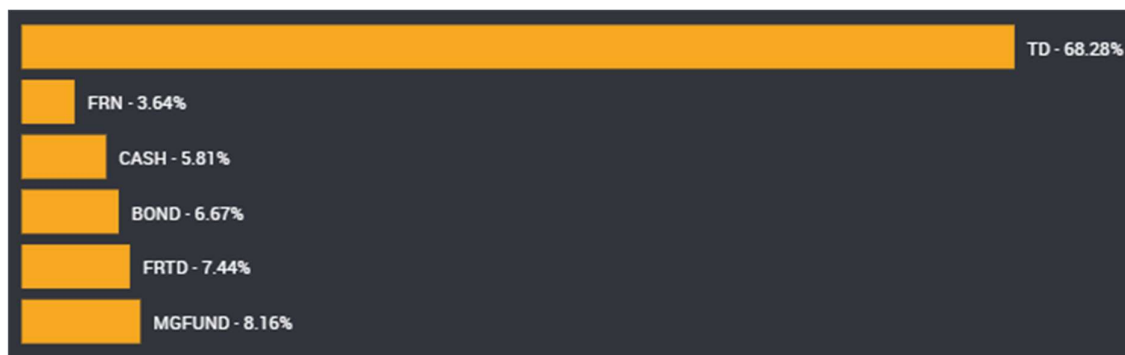 TD - 68.28%
FRN - 3.64%
CASH - 5.81%
BOND - 6.67%
FRTD - 7.44%
MGFUND - 8.16%